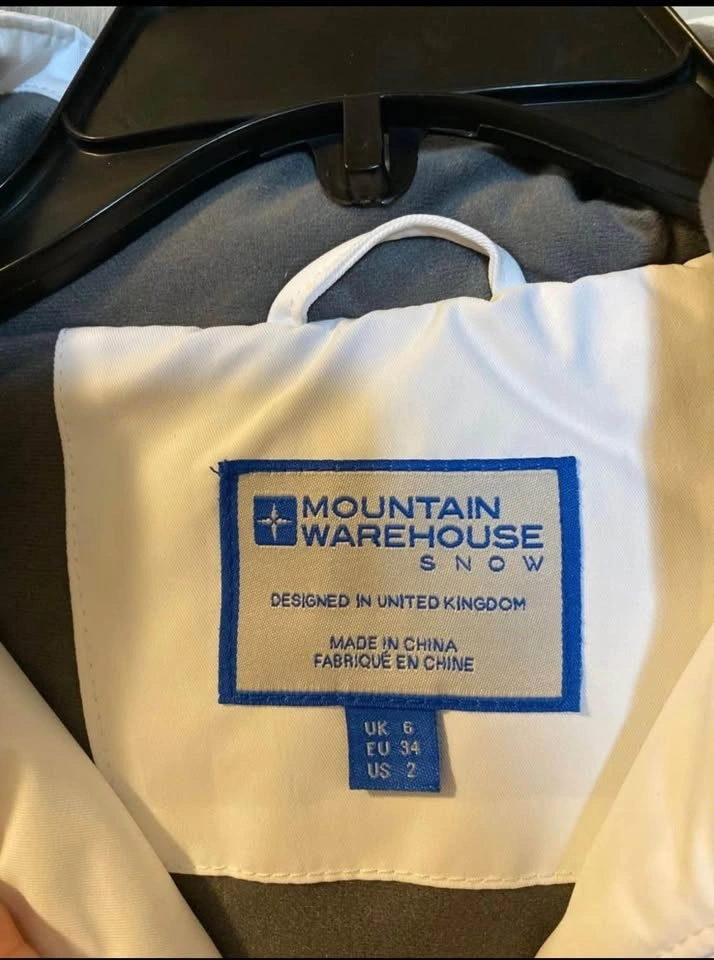 MOUNTAIN
WAREHOUSE
SNOW
DESIGNED IN UNITED KINGDOM
MADE IN CHINA
FABRIQUÉ EN CHINE
UK 6
EU 34
US 2